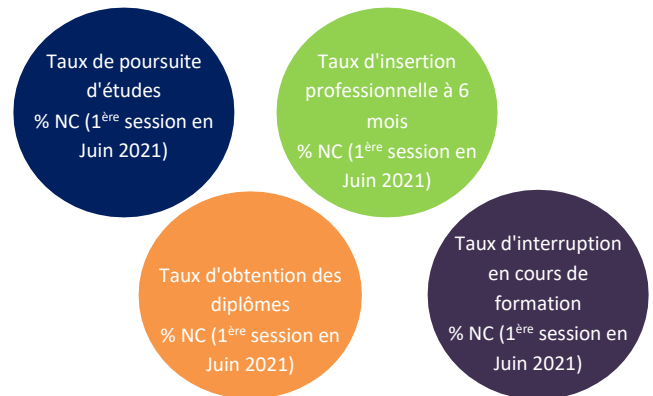 Taux de poursuite
d'études
% NC (1ère session en
Juin 2021)
Taux d'insertion
professionnelle à 6
mois
% NC (1ère session en
Juin 2021)
Taux d'obtention des
diplômes
% NC (1ère session en
Juin 2021)
Taux d'interruption
en cours de
formation
% NC (1ère session en
Juin 2021)